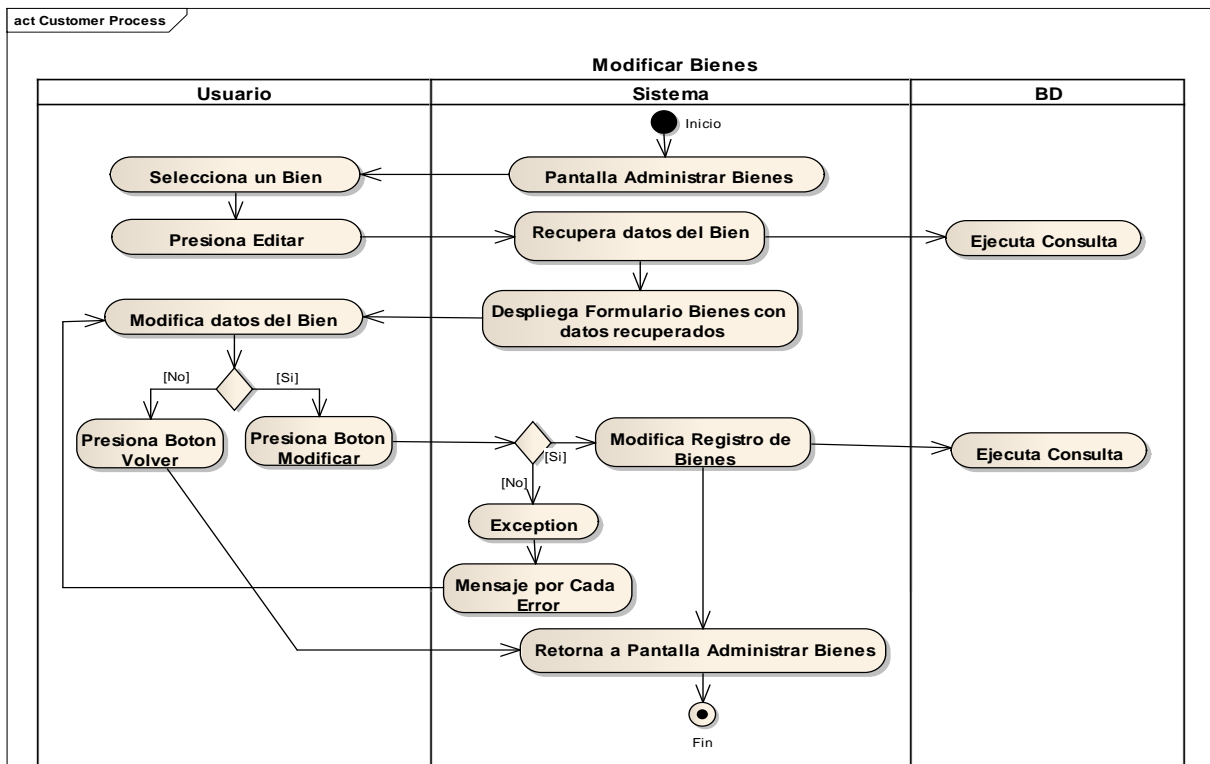 act Customer Process
Modificar Bienes
Usuario
Sistema
BD
Inicio
Selecciona un Bien
Pantalla Administrar Bienes
Presiona Editar
Recupera datos del Bien
Ejecuta Consulta
Modifica datos del Bien
Despliega Formulario Bienes con
datos recuperados
[No]
[Si]
Presiona Boton
Volver
Presiona Boton
Modificar
[Si]
Modifica Registro de
Bienes
Ejecuta Consulta
[No]
Exception
Mensaje por Cada
Error
Retorna a Pantalla Administrar Bienes
Fin